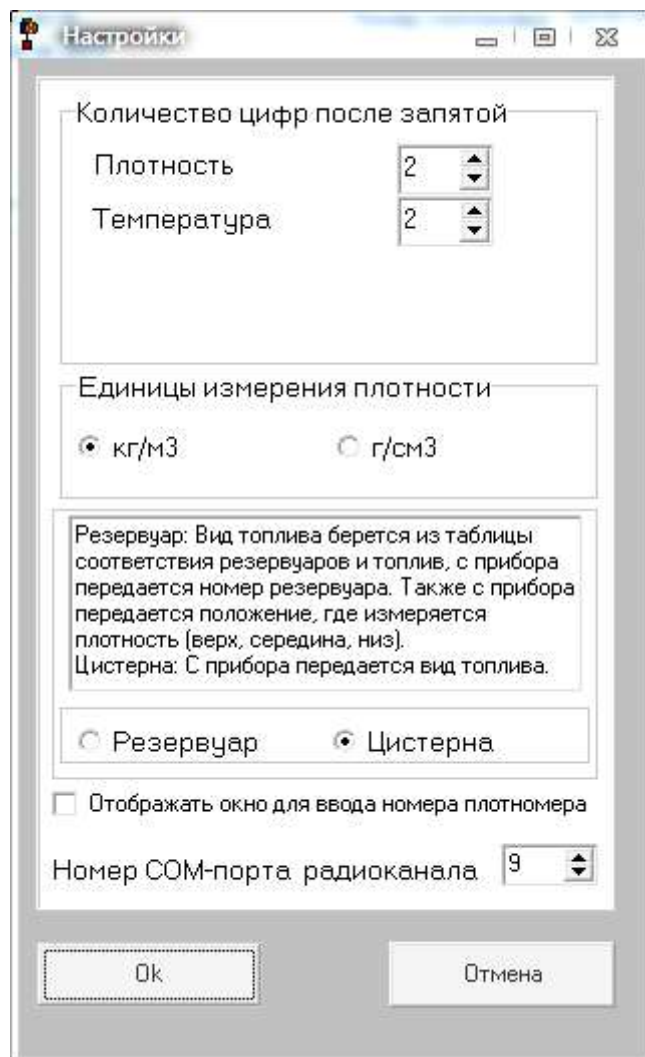 Настройки
Количество цифр после запятой
Плотность 2
Температура 2
Единицы измерения плотности
кг/м3 г/см3
Резервуар: Вид топлива берется из таблицы
соответствия резервуаров и топлив, с прибора
передается номер резервуара. Также с прибора
передается положение, где измеряется
плотность (верх, середина, низ).
Цистерна: С прибора передается вид топлива.
Резервуар Цистерна
Отображать окно для ввода номера плотномера
Номер COM-порта радиоканала 9
Ok Отмена